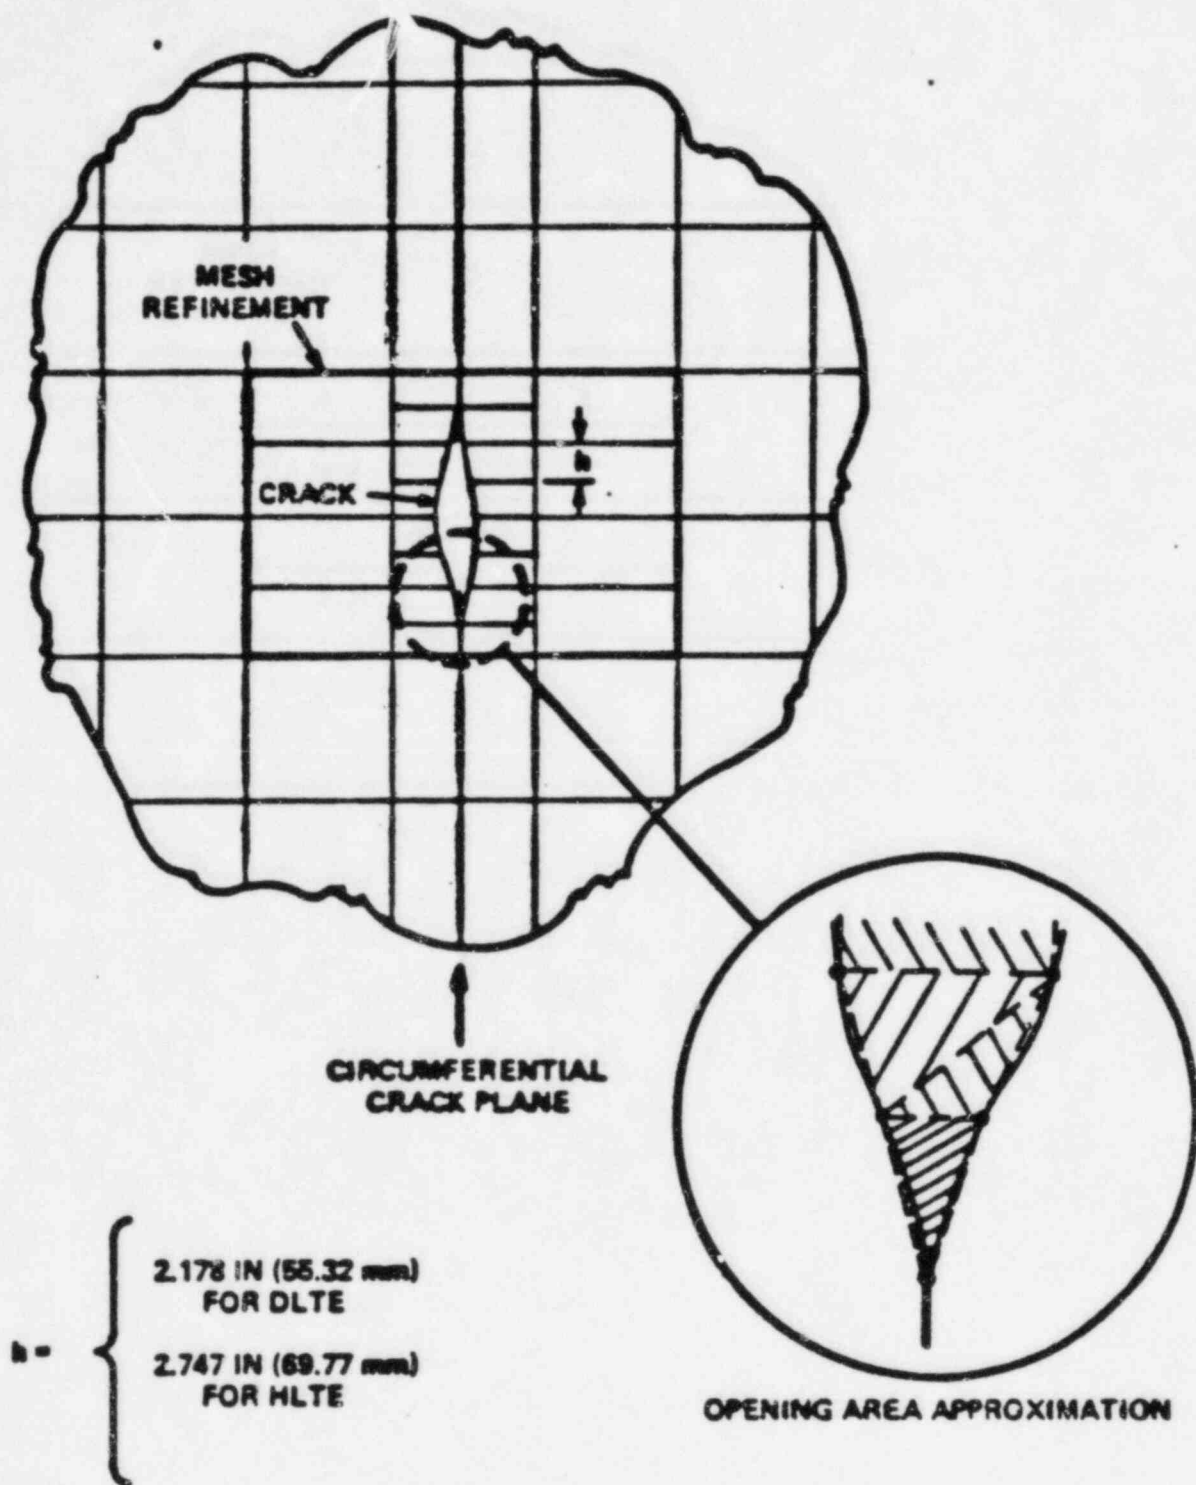 MESH
REFINEMENT
h
CRACK
CIRCUMFERENTIAL
CRACK PLANE
h =
2.178 IN (55.32 mm)
FOR DLTE
2.747 IN (69.77 mm)
FOR HLTE
OPENING AREA APPROXIMATION